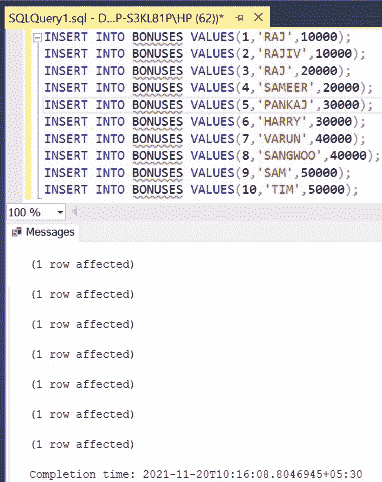 SQLQuery1.sql - D...P-S3KL81P\HP (62))*
INSERT INTO BONUSES VALUES(1,'RAJ',10000);
INSERT INTO BONUSES VALUES(2,'RAJIV',10000);
INSERT INTO BONUSES VALUES(3,'RAJ',20000);
INSERT INTO BONUSES VALUES(4,'SAMEER',20000);
INSERT INTO BONUSES VALUES(5,'PANKAJ',30000);
INSERT INTO BONUSES VALUES(6,'HARRY',30000);
INSERT INTO BONUSES VALUES(7,'VARUN',40000);
INSERT INTO BONUSES VALUES(8,'SANGWOO',40000);
INSERT INTO BONUSES VALUES(9,'SAM',50000);
INSERT INTO BONUSES VALUES(10,'TIM',50000);
100 %
Messages
(1 row affected)
(1 row affected)
(1 row affected)
(1 row affected)
(1 row affected)
(1 row affected)
(1 row affected)
Completion time: 2021-11-20T10:16:08.8046945+05:30